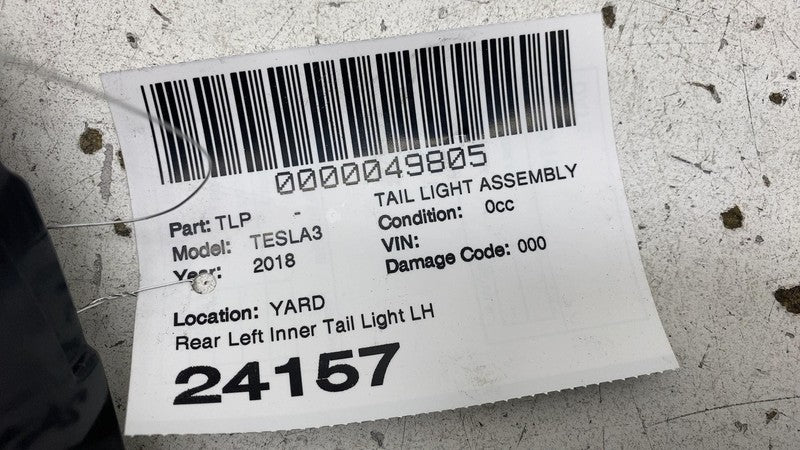 0000049805
Part: TLP - TAIL LIGHT ASSEMBLY
Model: TESLA3 Condition: 0cc
Year: 2018 VIN:
Damage Code: 000
Location: YARD
Rear Left Inner Tail Light LH
24157